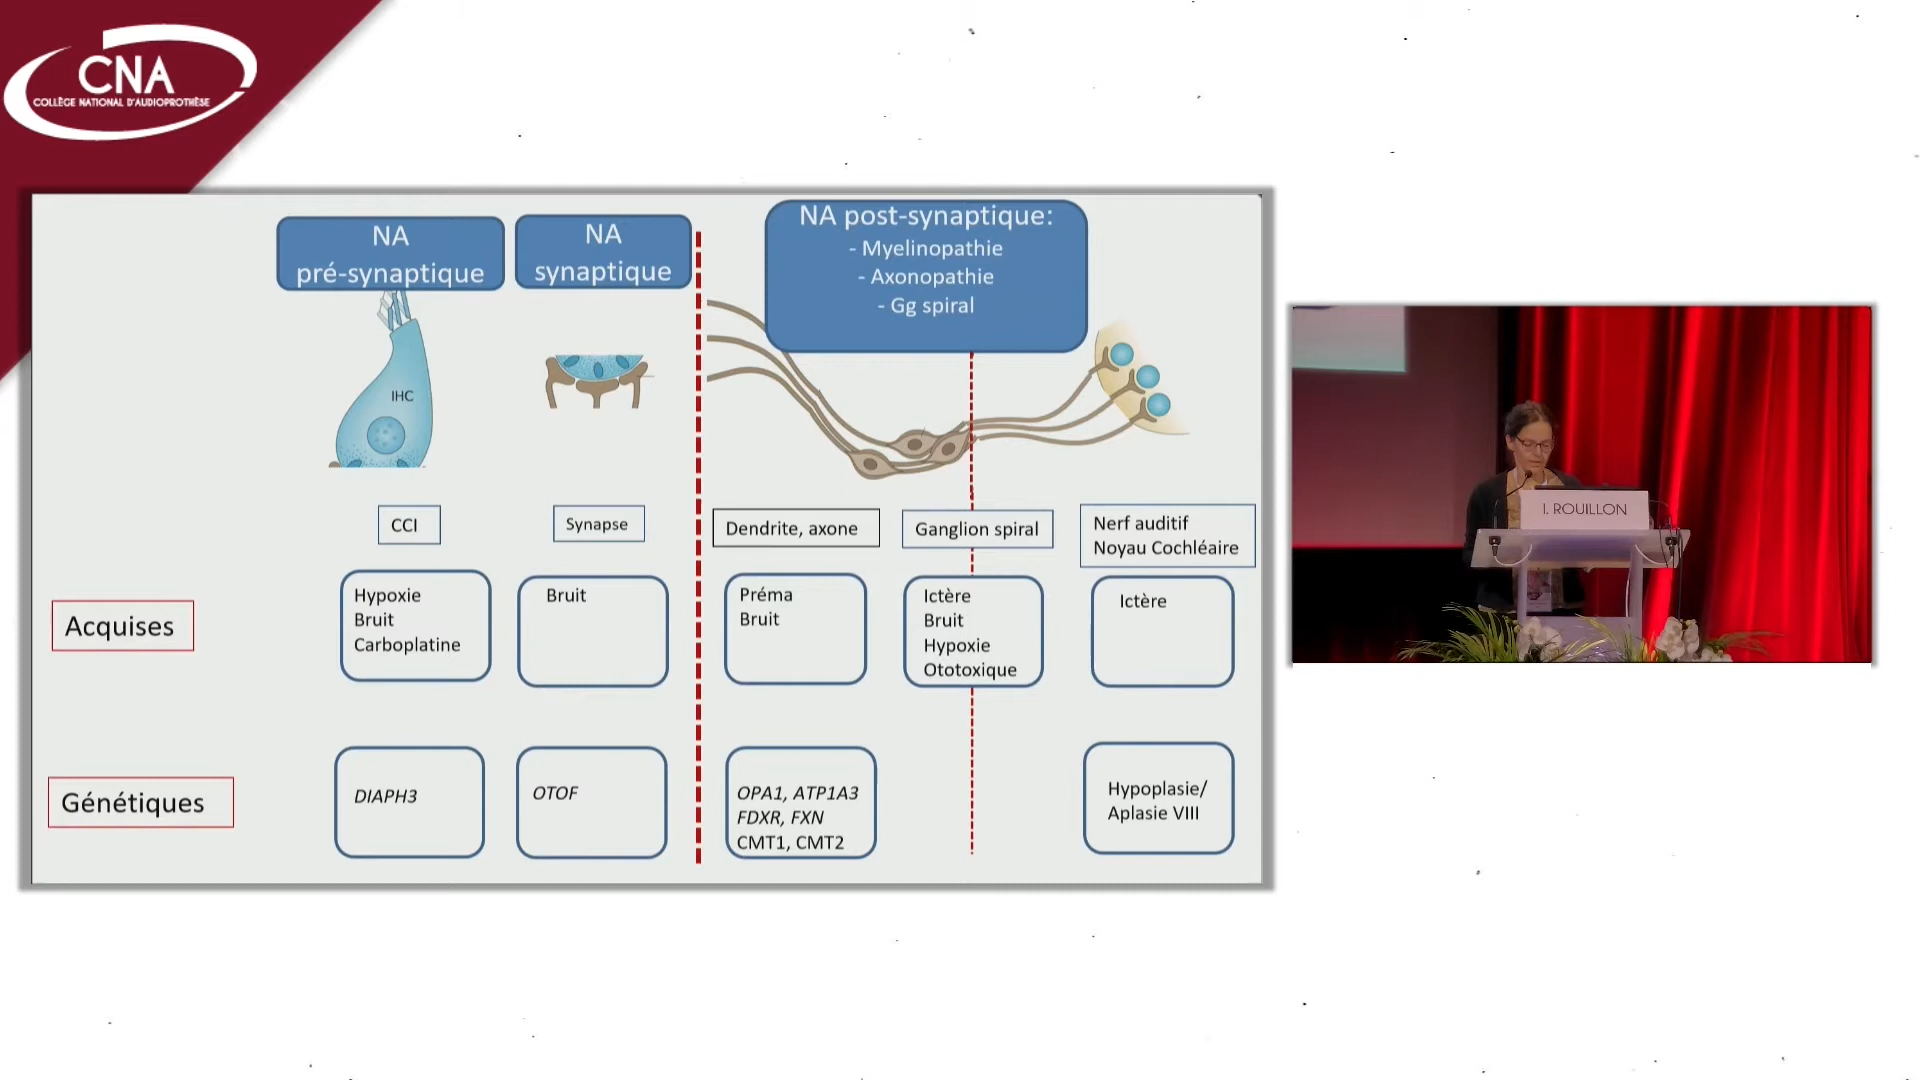 CNA
COLLÈGE NATIONAL D'AUDIOPROTHÈSE
NA
pré-synaptique
NA
synaptique
NA post-synaptique:
- Myelinopathie
- Axonopathie
- Gg spiral
IHC
CCI
Synapse
Dendrite, axone
Ganglion spiral
Nerf auditif
Noyau Cochléaire
Acquises
Hypoxie
Bruit
Carboplatine
Bruit
Préma
Bruit
Ictère
Bruit
Hypoxie
Ototoxique
Ictère
Génétiques
DIAPH3
OTOF
OPA1, ATP1A3
FDXR, FXN
CMT1, CMT2
Hypoplasie/
Aplasie VIII
I. ROUILLON